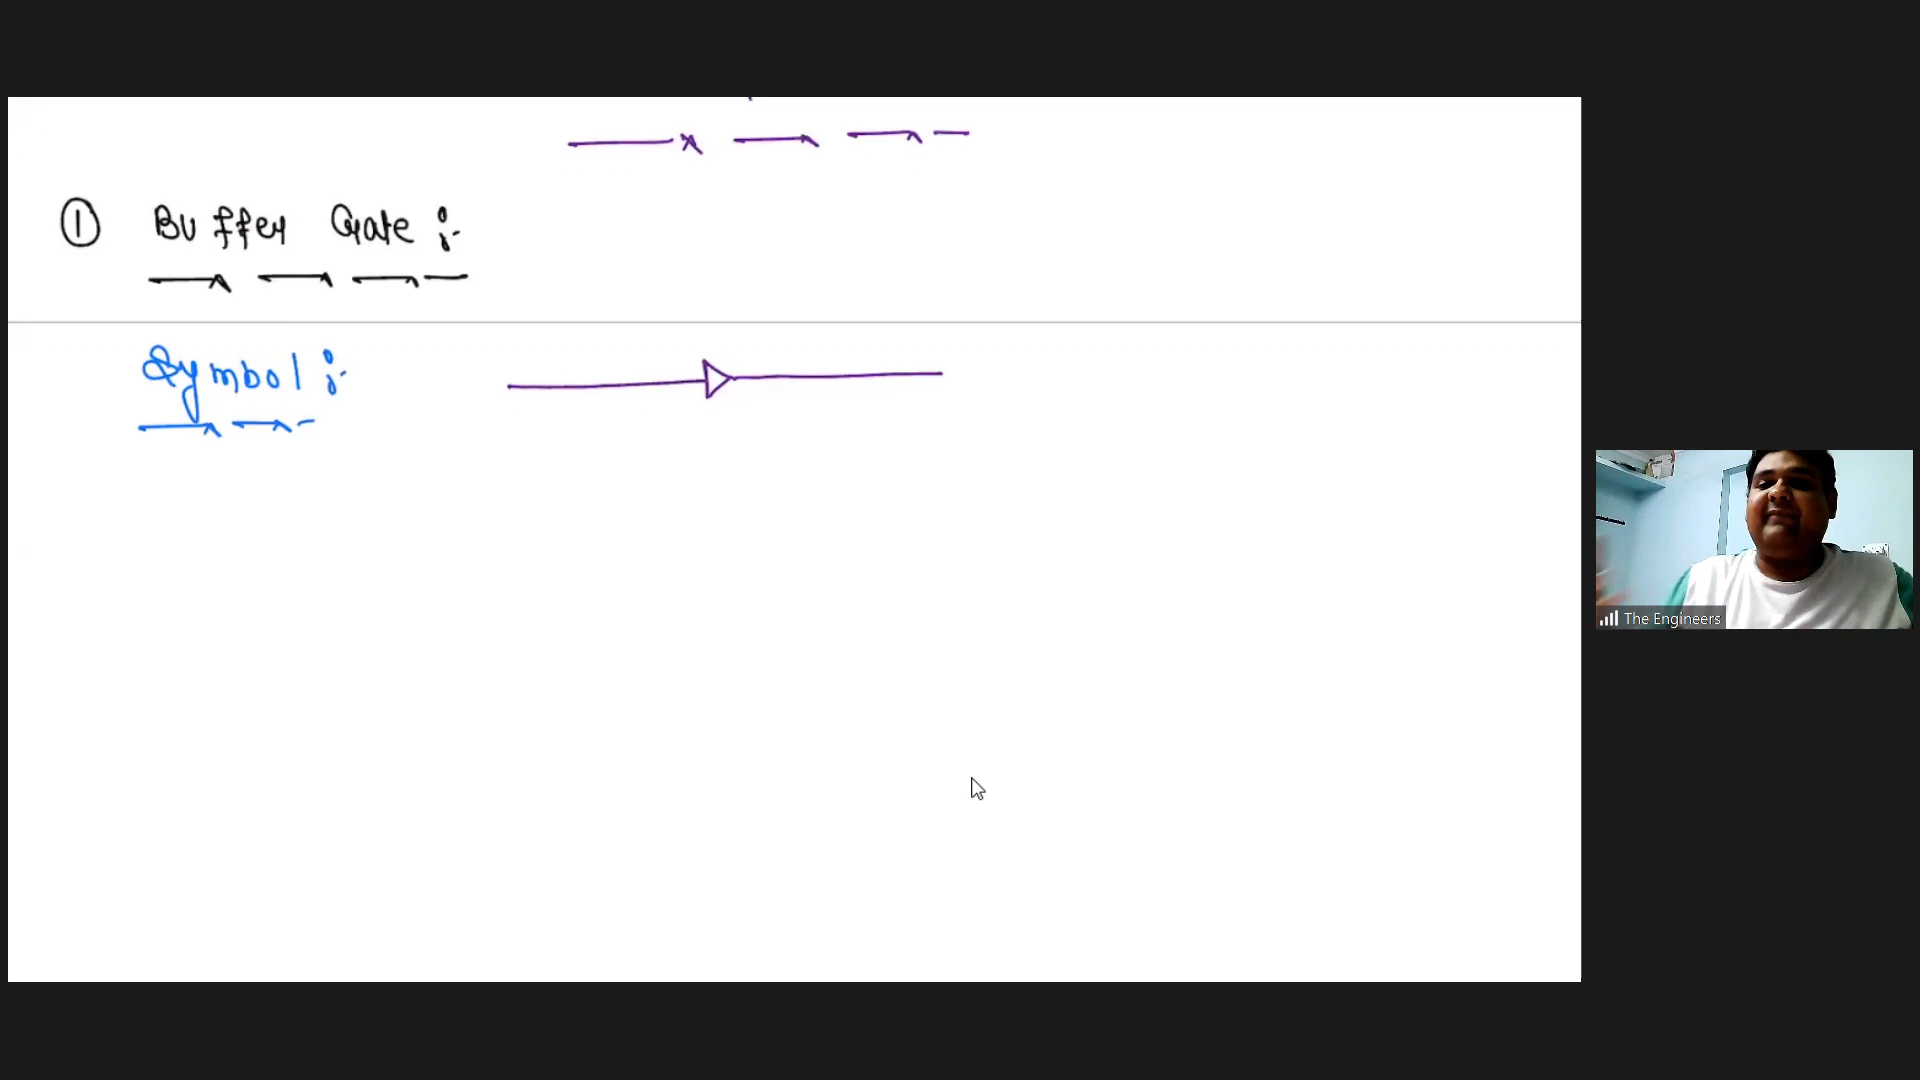 ① Buffer Gate :-
Symbol :-
The Engineers